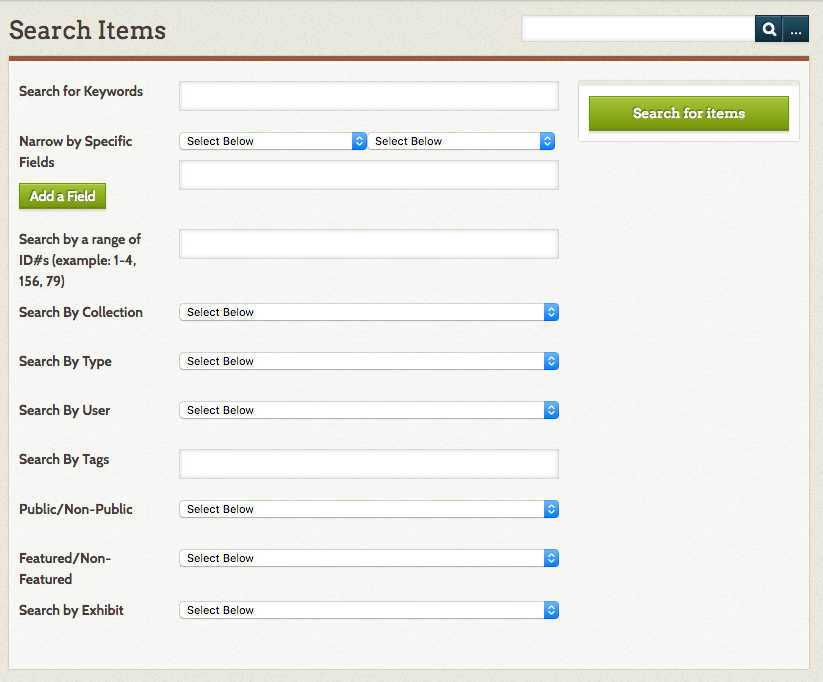 Search Items
...
Search for Keywords
Search for items
Narrow by Specific
Fields
Select Below
Select Below
Add a Field
Search by a range of
ID#s (example: 1-4,
156, 79)
Search By Collection
Select Below
Search By Type
Select Below
Search By User
Select Below
Search By Tags
Public/Non-Public
Select Below
Featured/Non-
Featured
Select Below
Search by Exhibit
Select Below